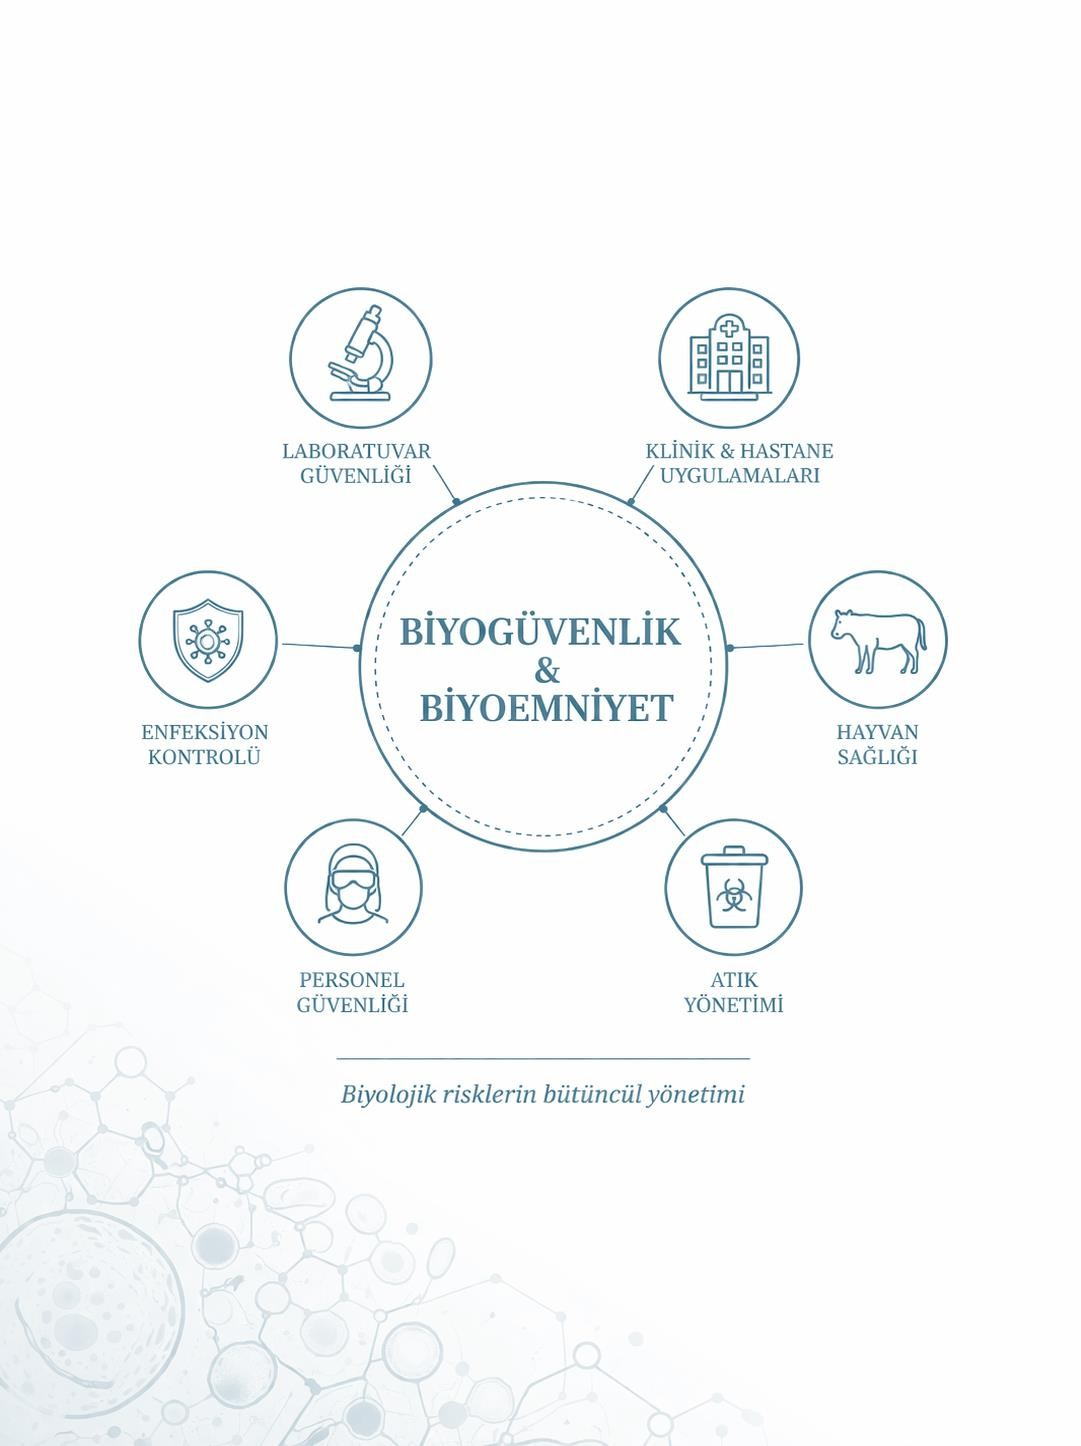 LABORATUVAR
GÜVENLİĞİ
KLİNİK & HASTANE
UYGULAMALARI
BİYOGÜVENLİK
&
BİYOEMNİYET
ENFEKSİYON
KONTROLÜ
HAYVAN
SAĞLIĞI
PERSONEL
GÜVENLİĞİ
ATIK
YÖNETİMİ
Biyolojik risklerin bütüncül yönetimi